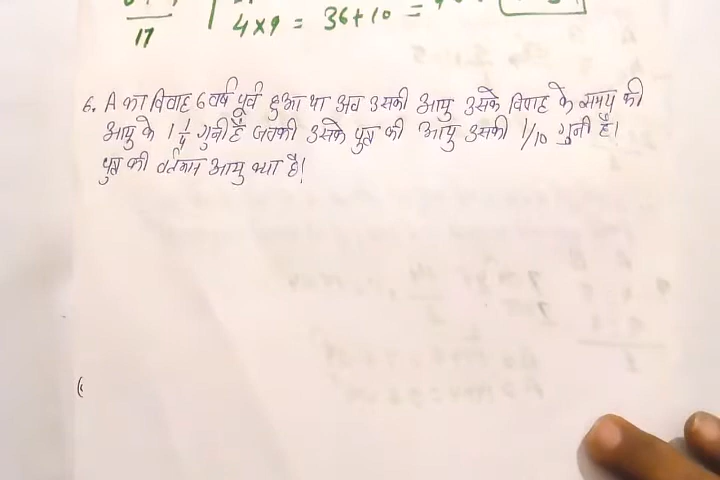 17
4×9 = 36+10 =
6. A का विवाह 6 वर्ष पूर्व हुआ था अब उसकी आयु उसके विवाह के समय की
आयु के 1 1/4 गुनी है जबकी उसके पुत्र की आयु उसकी 1/10 गुनी है।
पुत्र की वर्तमान आयु क्या है।
(